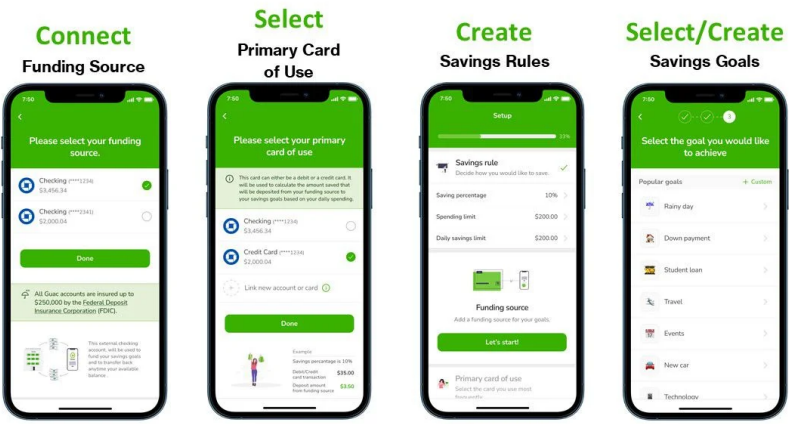 Connect
Funding Source
7:50
Please select your funding
source.
Checking (****1234)
$3,456.34
Checking (****2341)
$2,000.04
Done
All Guac accounts are insured up to
$250,000 by the Federal Deposit
Insurance Corporation (FDIC).
This external checking
account, will be used to
fund your savings goals
and to transfer back
anytime your available
balance .
Select
Primary Card
of Use
7:50
Please select your primary
card of use
This card can either be a debit or a credit card. It
will be used to calculate the amount saved that
will be deposited from your funding source to
your savings goals based on your daily spending.
Checking (****1234)
$3,456.34
Credit Card (****1234)
$2,000.04
Link new account or card
Done
Example
Savings percentage is 10%
Debit/Credit
card transaction
$35.00
Deposit amount
from funding source
Create
Savings Rules
7:50
Setup
33%
Savings rule
Decide how you would like to save.
Saving percentage 10%
Spending limit $200.00
Daily savings limit $200.00
Funding source
Add a funding source for your goals.
Let's start!
Primary card of use
Select the card you use most
frequently
Select/Create
Savings Goals
7:50
3
Select the goal you would like
to achieve
Popular goals + Custom
Rainy day
Down payment
Student loan
Travel
Events
New car
Technology